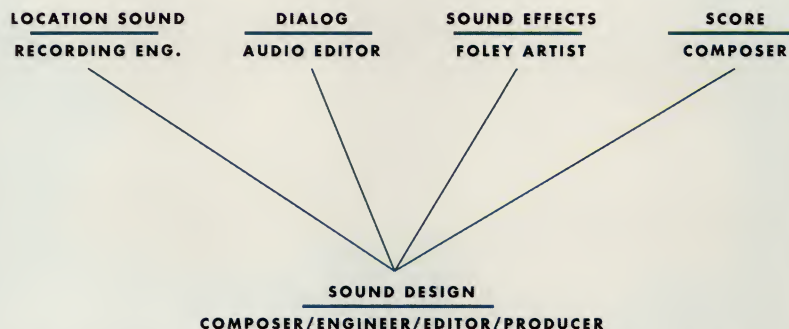 LOCATION SOUND
RECORDING ENG.
DIALOG
AUDIO EDITOR
SOUND EFFECTS
FOLEY ARTIST
SCORE
COMPOSER
SOUND DESIGN
COMPOSER/ENGINEER/EDITOR/PRODUCER